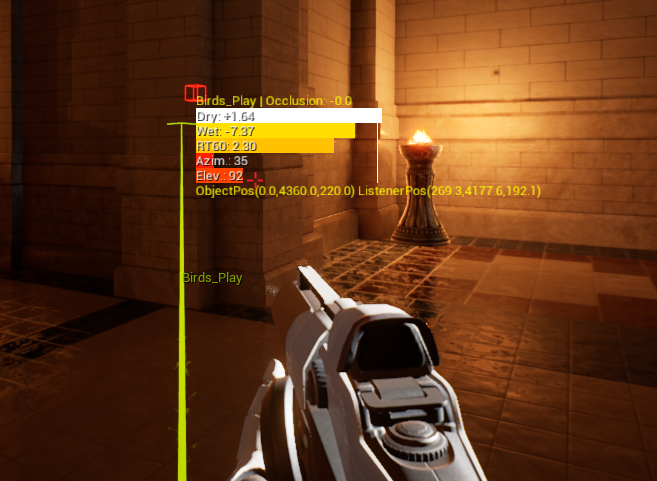 Birds_Play | Occlusion: -0.0
Dry: +1.64
Wet: -7.37
RT60: 2.30
Azim.: 35
Elev.: 92
ObjectPos(0.0,4360.0,220.0) ListenerPos(269.3,4177.6,192.1)
Birds_Play